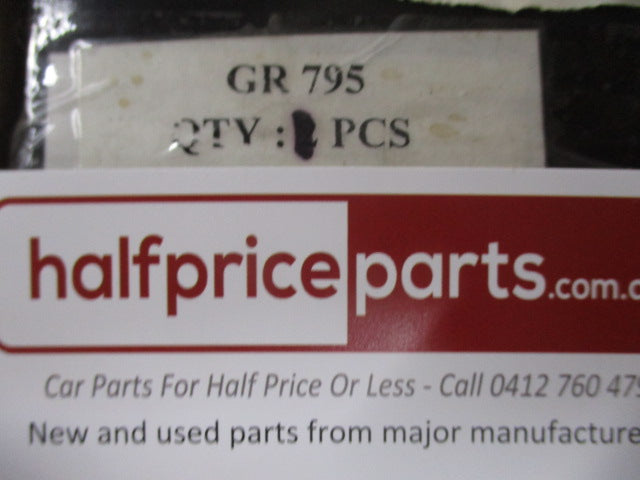 GR 795
QTY : PCS
halfpriceparts.com.
Car Parts For Half Price Or Less - Call 0412 760 475
New and used parts from major manufacture